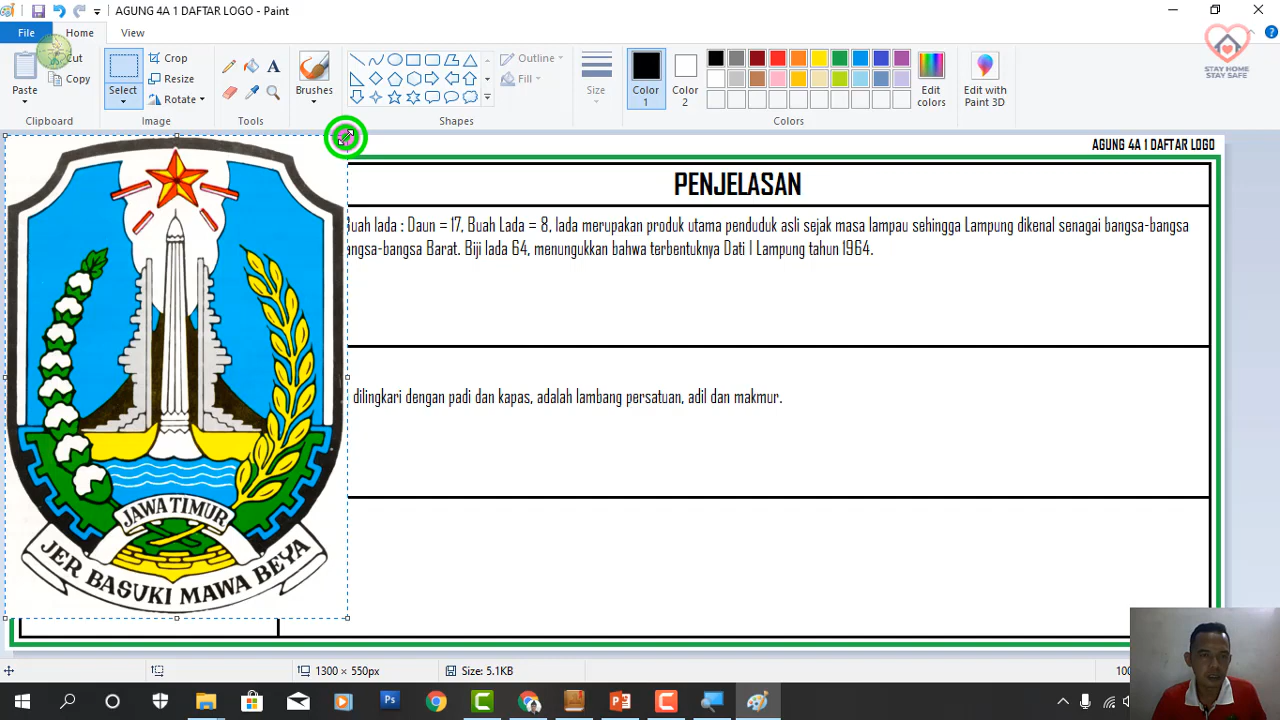 AGUNG 4A 1 DAFTAR LOGO - Paint
File
Home
View
Paste
Cut
Copy
Select
Crop
Resize
Rotate
Brushes
Outline
Fill
Size
Color 1
Color 2
Edit colors
Edit with Paint 3D
Clipboard
Image
Tools
Shapes
Colors
STAY HOME
STAY SAFE
AGUNG 4A 1 DAFTAR LOGO
PENJELASAN
Buah lada : Daun = 17, Buah Lada = 8, lada merupakan produk utama penduduk asli sejak masa lampau sehingga Lampung dikenal senagai bangsa-bangsa
angsa-bangsa Barat. Biji lada 64, menungukkan bahwa terbentuknya Dati I Lampung tahun 1964.
dilingkari dengan padi dan kapas, adalah lambang persatuan, adil dan makmur.
JAWA TIMUR
JER BASUKI MAWA BEYA
1300 × 550px
Size: 5.1KB
100
Ps